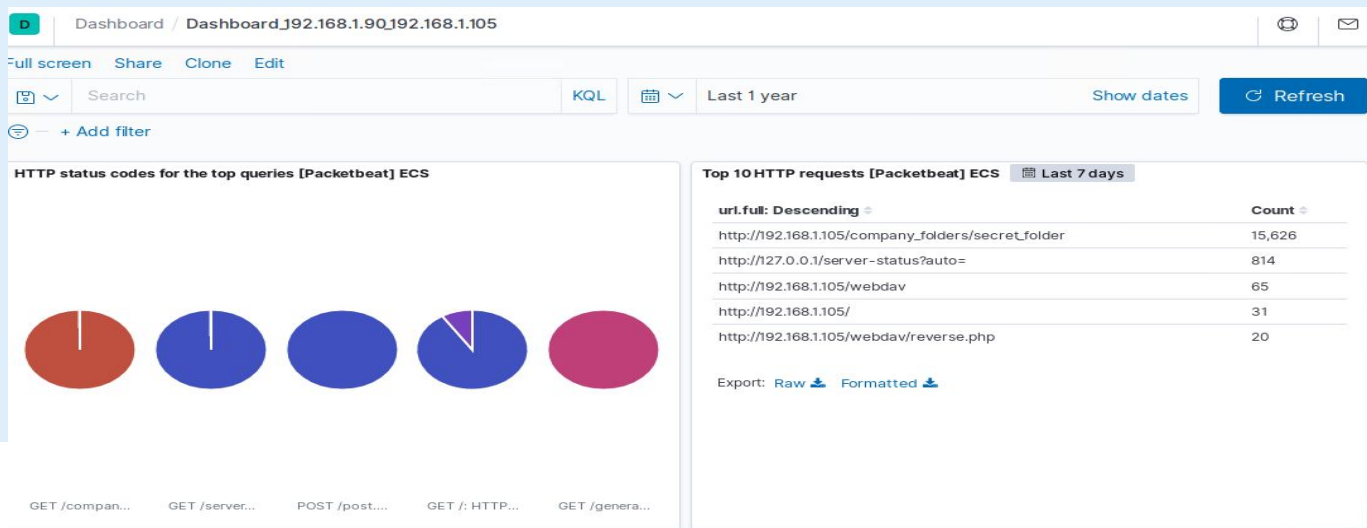 D Dashboard / Dashboard_192.168.1.90_192.168.1.105
Full screen Share Clone Edit
Search KQL Last 1 year Show dates Refresh
+ Add filter
HTTP status codes for the top queries [Packetbeat] ECS
GET /compan...
GET /server...
POST /post....
GET /: HTTP...
GET /genera...
Top 10 HTTP requests [Packetbeat] ECS Last 7 days
url.full: Descending Count
http://192.168.1.105/company_folders/secret_folder 15,626
http://127.0.0.1/server-status?auto= 814
http://192.168.1.105/webdav 65
http://192.168.1.105/ 31
http://192.168.1.105/webdav/reverse.php 20
Export: Raw Formatted